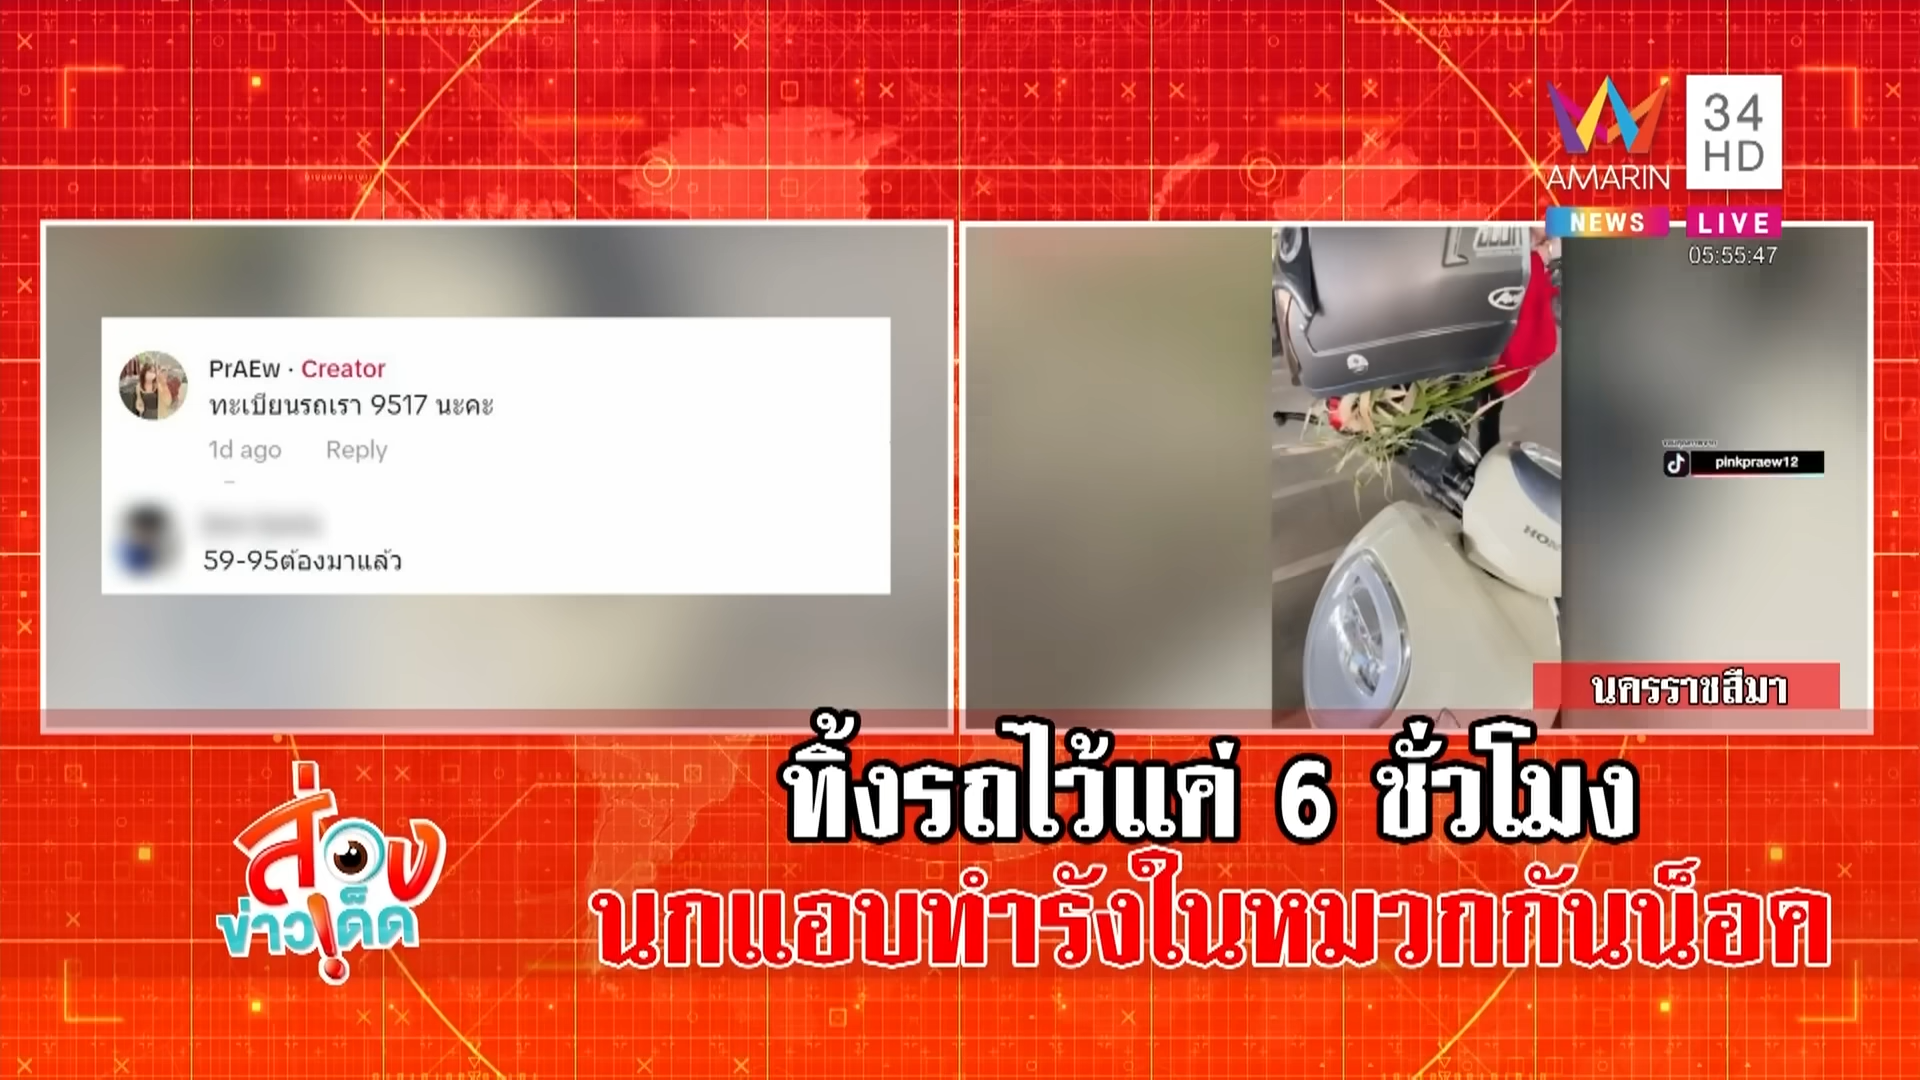 AMARIN
34
HD
NEWS
LIVE
05:55:47
PrAEw · Creator
ทะเบียนรถเรา 9517 นะคะ
1d ago Reply
59-95ต้องมาแล้ว
pinkpraew12
นครราชสีมา
ทิ้งรถไว้แค่ 6 ชั่วโมง
นกแอบทำรังในหมวกกันน็อค
ส่อง
ข่าวเด็ด